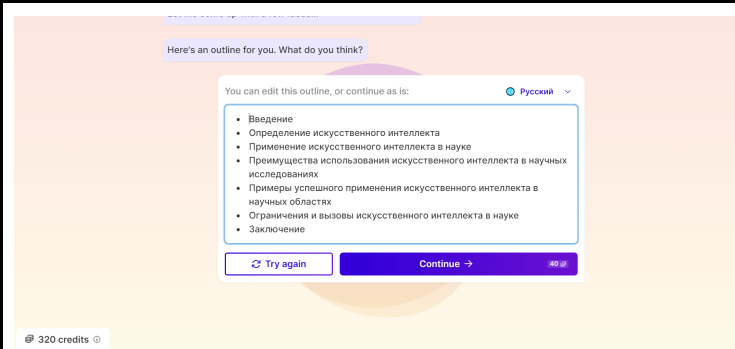 Here's an outline for you. What do you think?
You can edit this outline, or continue as is:
Русский
• Введение
• Определение искусственного интеллекта
• Применение искусственного интеллекта в науке
• Преимущества использования искусственного интеллекта в научных
исследованиях
• Примеры успешного применения искусственного интеллекта в
научных областях
• Ограничения и вызовы искусственного интеллекта в науке
• Заключение
Try again
Continue →
40
320 credits